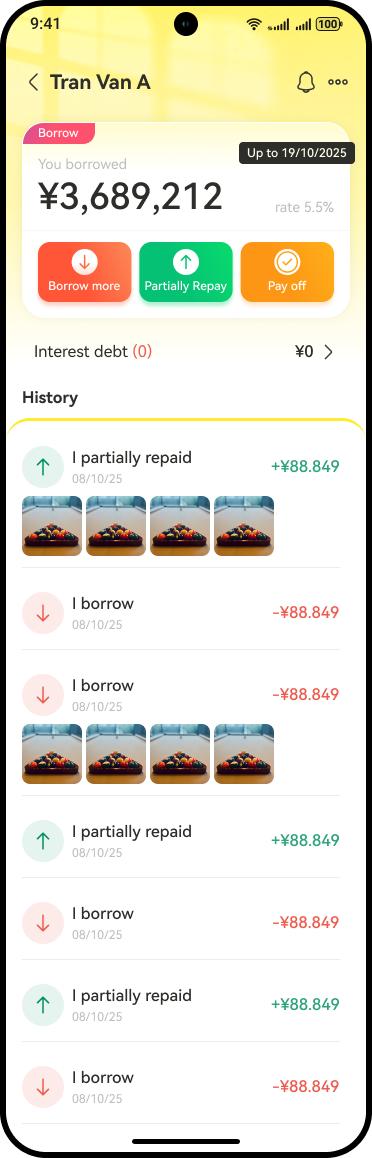 9:41
100
Tran Van A
Borrow
Up to 19/10/2025
You borrowed
¥3,689,212
rate 5.5%
Borrow more
Partially Repay
Pay off
Interest debt (0)
¥0
History
I partially repaid
+¥88.849
08/10/25
I borrow
-¥88.849
08/10/25
I borrow
-¥88.849
08/10/25
I partially repaid
+¥88.849
08/10/25
I borrow
-¥88.849
08/10/25
I partially repaid
+¥88.849
08/10/25
I borrow
-¥88.849
08/10/25